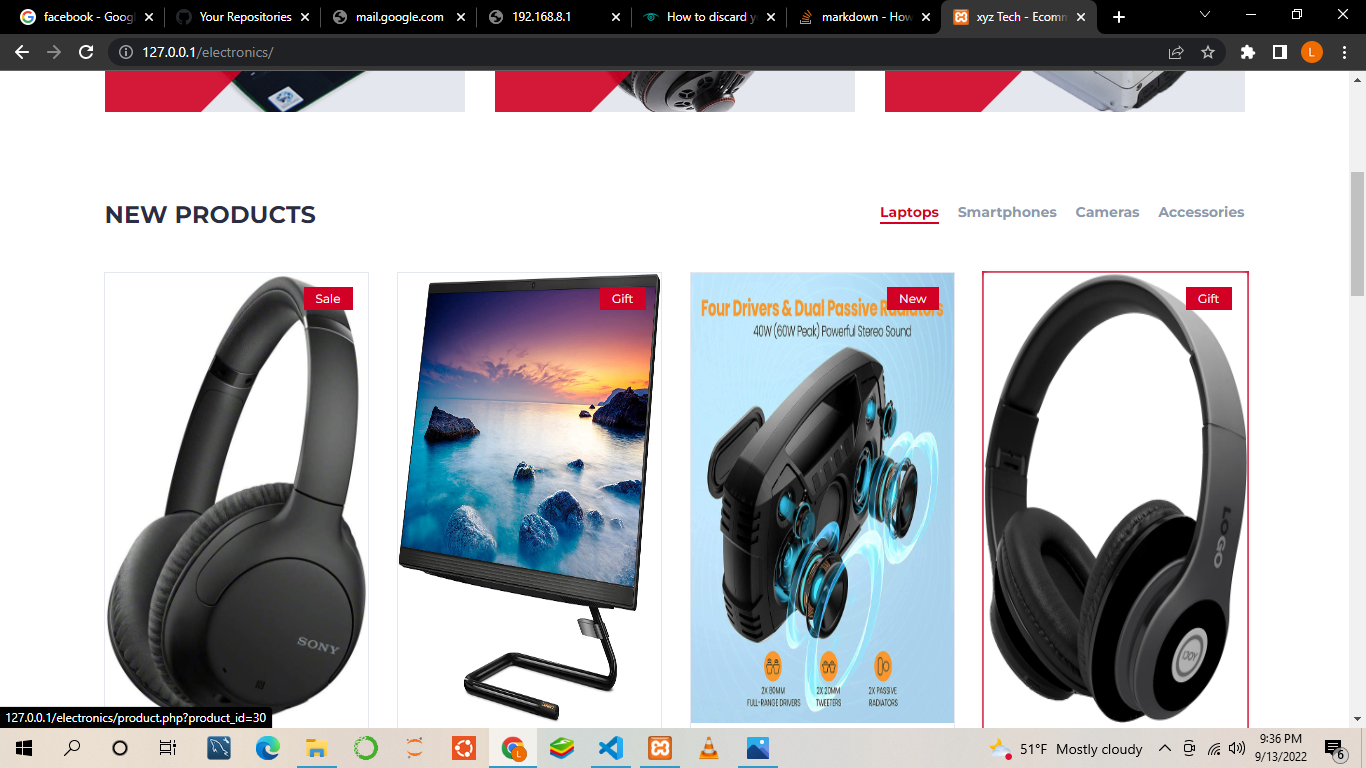 facebook - Goog
Your Repositories
mail.google.com
192.168.8.1
How to discard y
markdown - How
xyz Tech - Ecomm
127.0.0.1/electronics/
L
NEW PRODUCTS
Laptops
Smartphones
Cameras
Accessories
Sale
SONY
Gift
New
Four Drivers & Dual Passive Radiators
40W (60W Peak) Powerful Stereo Sound
2X 80MM
FULL-RANGE DRIVERS
2X 20MM
TWEETERS
2X PASSIVE
RADIATORS
Gift
LOGO
127.0.0.1/electronics/product.php?product_id=30
51°F Mostly cloudy
9:36 PM
9/13/2022
6